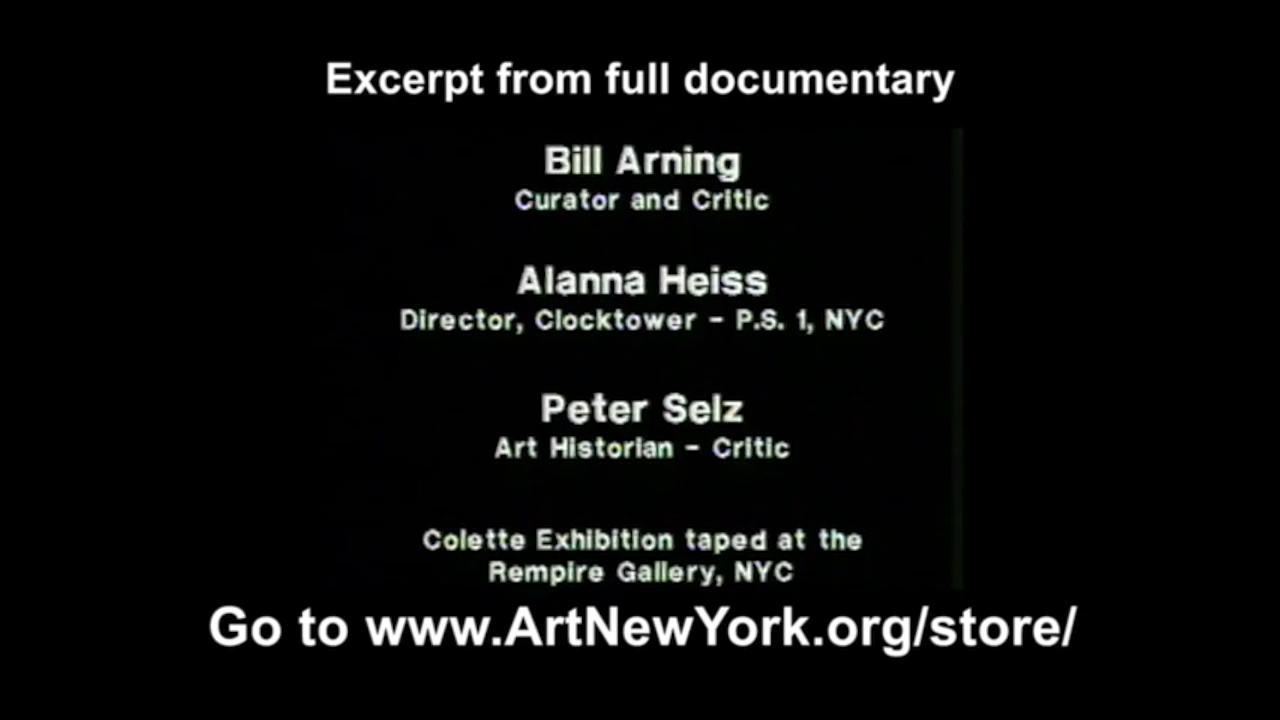 Excerpt from full documentary
Bill Arning
Curator and Critic
Alanna Heiss
Director, Clocktower - P.S. 1, NYC
Peter Selz
Art Historian - Critic
Colette Exhibition taped at the
Rempire Gallery, NYC
Go to www.ArtNewYork.org/store/